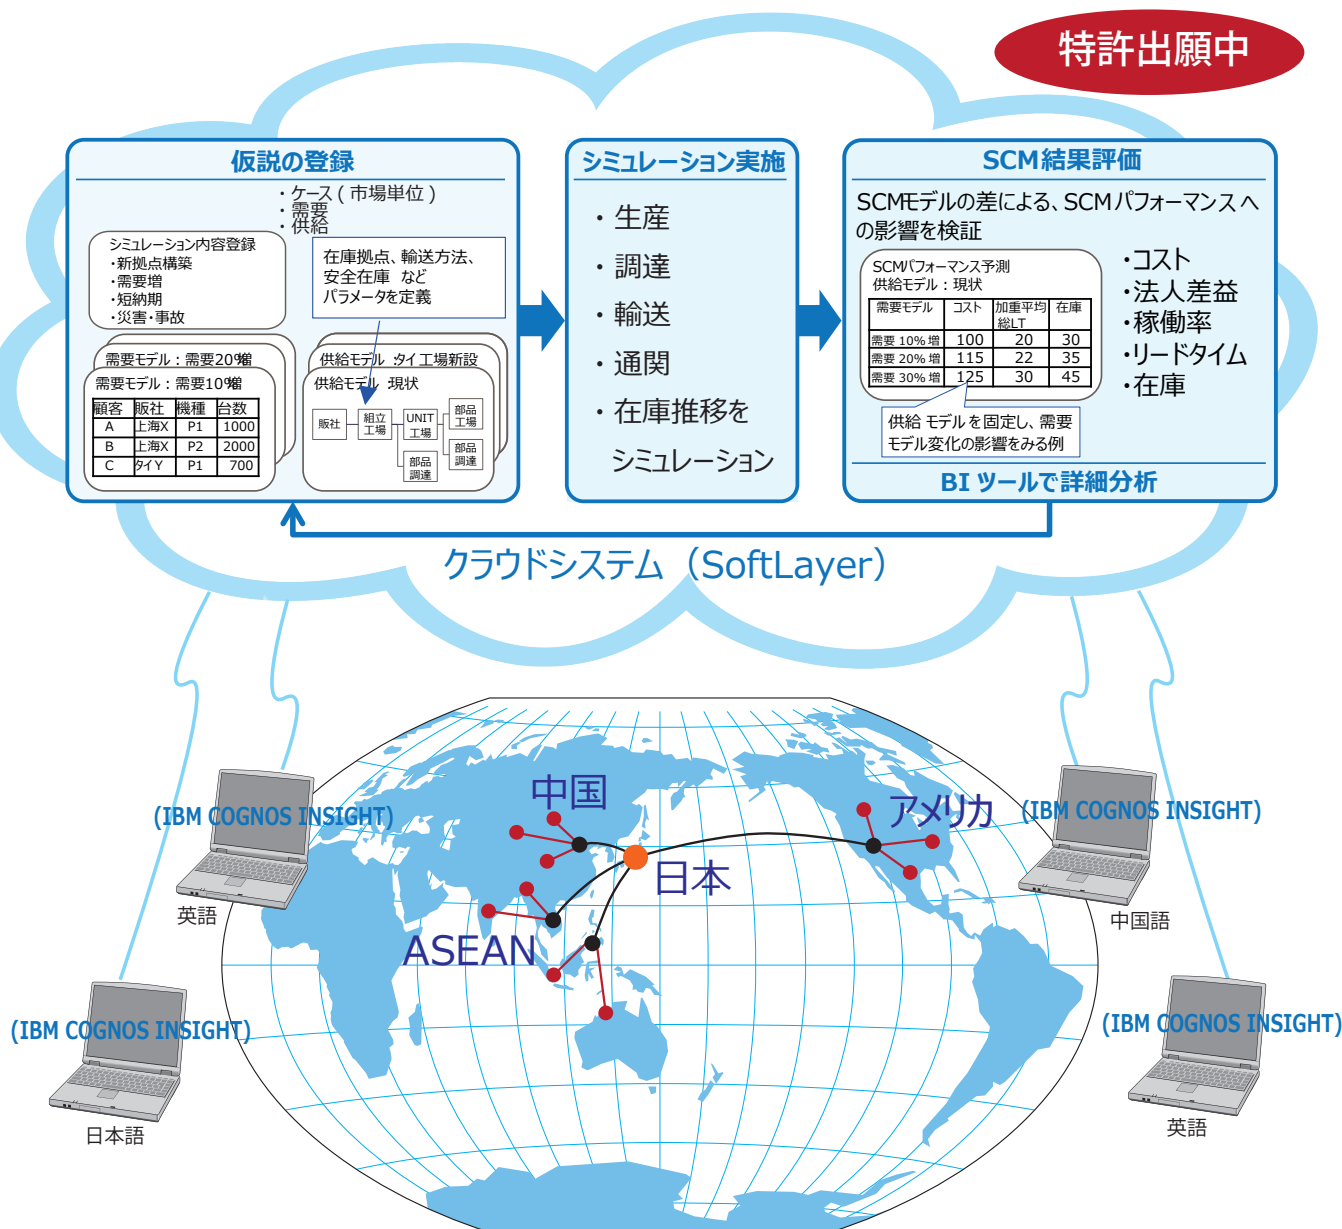 特許出願中
仮説の登録
・ケース（市場単位）
・需要
・供給
シミュレーション内容登録
・新拠点構築
・需要増
・短納期
・災害・事故
在庫拠点、輸送方法、
安全在庫 など
パラメータを定義
需要モデル：需要20%増
需要モデル：需要10%増
顧客 販社 機種 台数
A 上海X P1 1000
B 上海X P2 2000
C タイY P1 700
供給モデル：タイ工場新設
供給モデル：現状
販社
組立
工場
UNIT
工場
部品
工場
部品
調達
部品
調達
シミュレーション実施
・生産
・調達
・輸送
・通関
・在庫推移を
シミュレーション
SCM結果評価
SCMモデルの差による、SCMパフォーマンスへ
の影響を検証
SCMパフォーマンス予測
供給モデル：現状
需要モデル コスト 加重平均
総LT 在庫
需要 10% 増 100 20 30
需要 20% 増 115 22 35
需要 30% 増 125 30 45
供給 モデルを固定し、需要
モデル変化の影響をみる例
・コスト
・法人差益
・稼働率
・リードタイム
・在庫
BI ツールで詳細分析
クラウドシステム（SoftLayer）
中国
日本
アメリカ
ASEAN
(IBM COGNOS INSIGHT)
英語
(IBM COGNOS INSIGHT)
中国語
(IBM COGNOS INSIGHT)
日本語
(IBM COGNOS INSIGHT)
英語